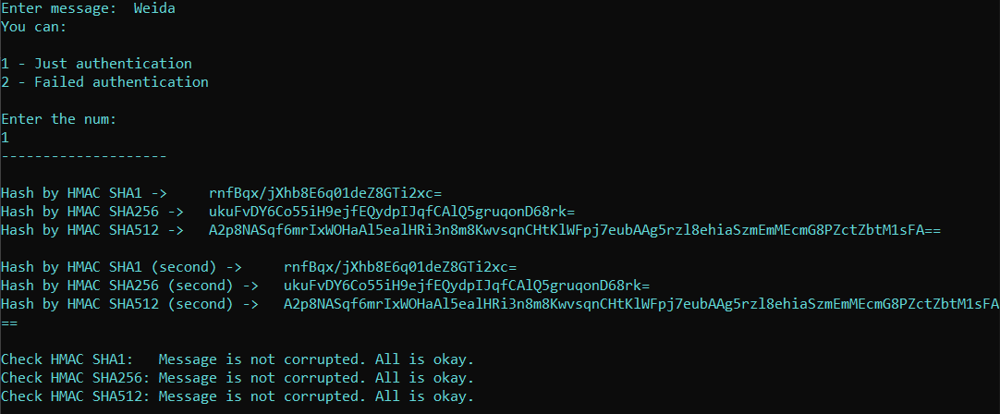 Enter message:  Weida
You can:
1 - Just authentication
2 - Failed authentication
Enter the num:
1
--------------------
Hash by HMAC SHA1 ->     rnfBqx/jXhb8E6q01deZ8GTi2xc=
Hash by HMAC SHA256 ->   ukuFvDY6Co55iH9ejfEQydpIJqfCAlQ5gruqonD68rk=
Hash by HMAC SHA512 ->   A2p8NASqf6mrIxWOHaAl5ealHRi3n8m8KwvsqnCHtKlWFpj7eubAAg5rzl8ehiaSzmEmMEcmG8PZctZbtM1sFA==
Hash by HMAC SHA1 (second) ->     rnfBqx/jXhb8E6q01deZ8GTi2xc=
Hash by HMAC SHA256 (second) ->   ukuFvDY6Co55iH9ejfEQydpIJqfCAlQ5gruqonD68rk=
Hash by HMAC SHA512 (second) ->   A2p8NASqf6mrIxWOHaAl5ealHRi3n8m8KwvsqnCHtKlWFpj7eubAAg5rzl8ehiaSzmEmMEcmG8PZctZbtM1sFA
==
Check HMAC SHA1:   Message is not corrupted. All is okay.
Check HMAC SHA256: Message is not corrupted. All is okay.
Check HMAC SHA512: Message is not corrupted. All is okay.